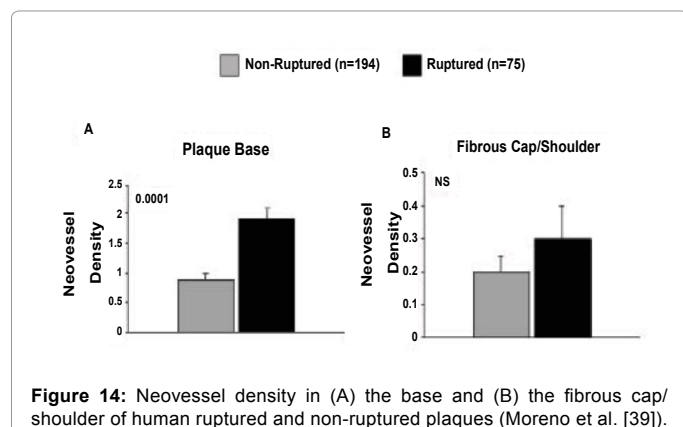 Non-Ruptured (n=194) Ruptured (n=75)
A
Plaque Base
0.0001
Neovessel
Density
2.5
2
1.5
1
0.5
0
B
Fibrous Cap/Shoulder
NS
Neovessel
Density
0.5
0.4
0.3
0.2
0.1
0
Figure 14: Neovessel density in (A) the base and (B) the fibrous cap/
shoulder of human ruptured and non-ruptured plaques (Moreno et al. [39]).